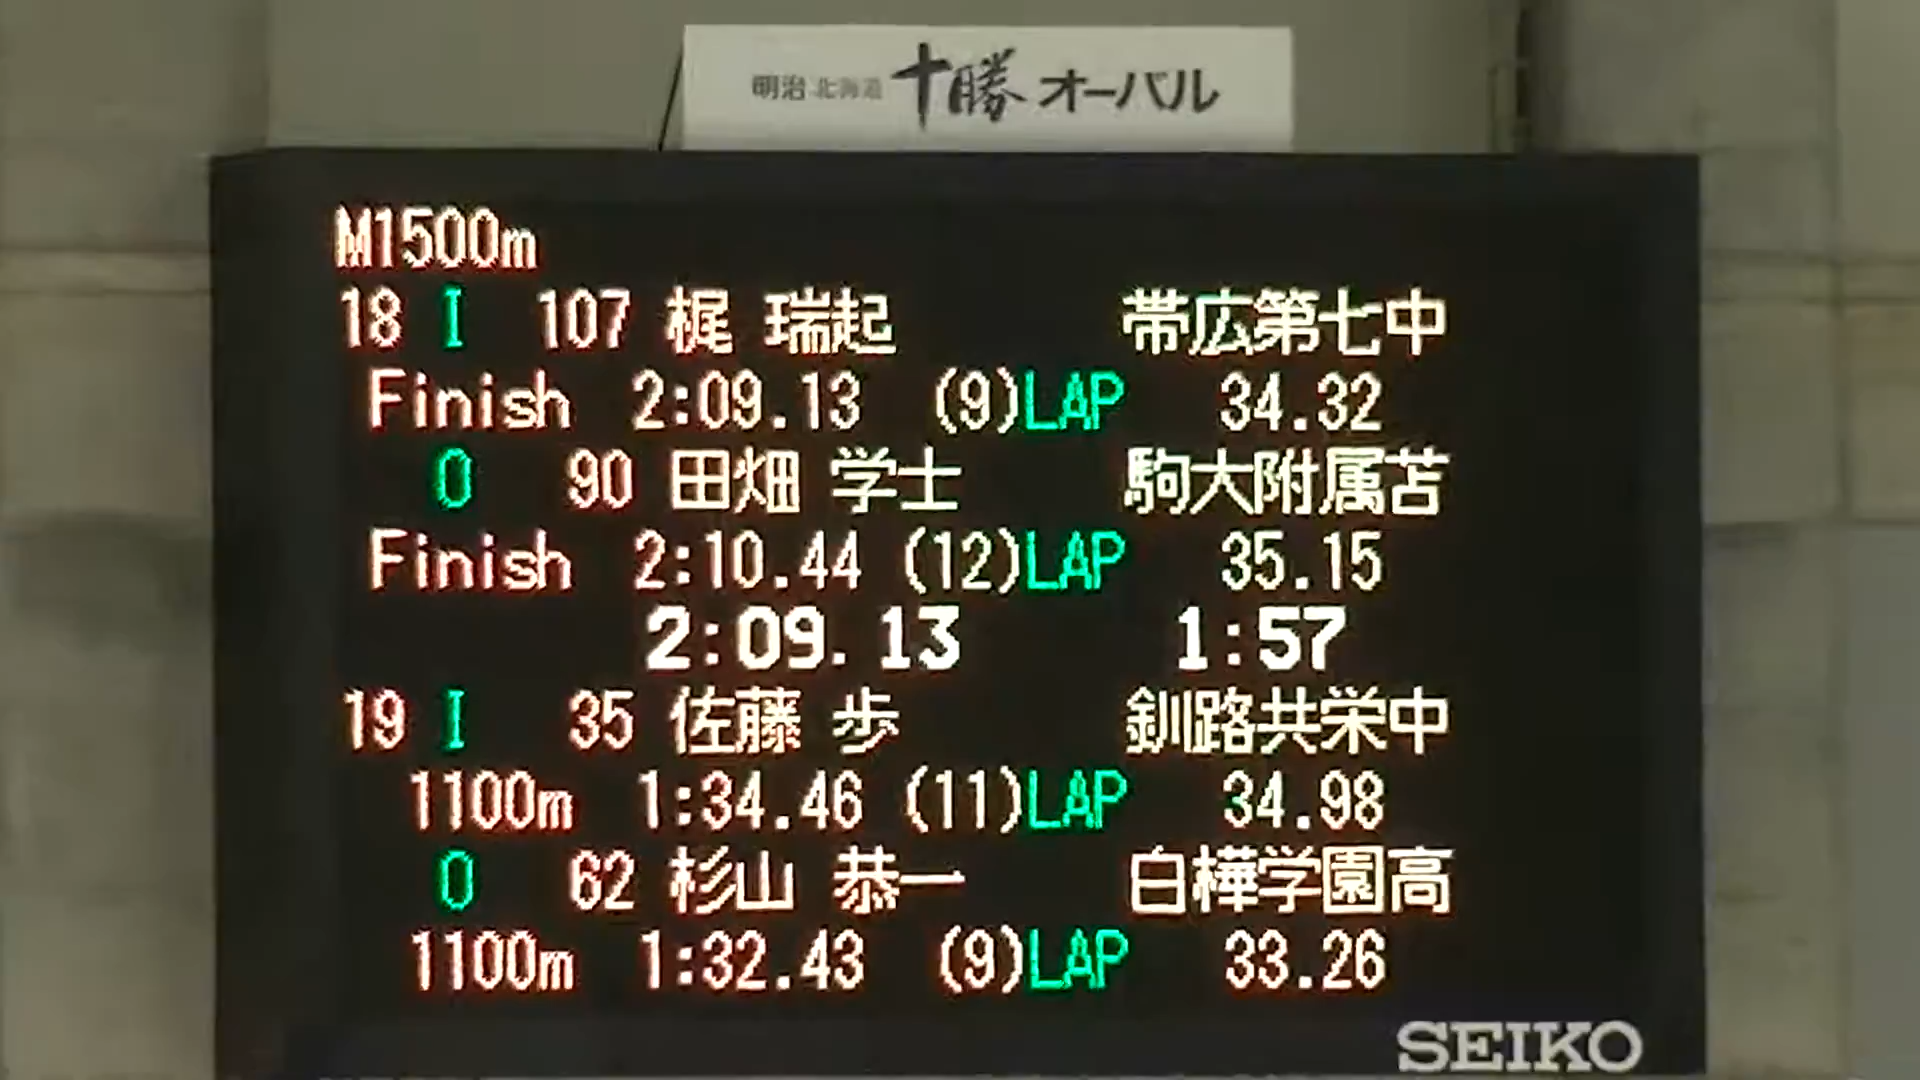 明治 北海道 十勝 オーバル
M1500m
18 I 107 梶 瑞起 帯広第七中
Finish 2:09.13 (9)LAP 34.32
O 90 田畑 学士 駒大附属苫
Finish 2:10.44 (12)LAP 35.15
2:09.13 1:57
19 I 35 佐藤 歩 釧路共栄中
1100m 1:34.46 (11)LAP 34.98
O 62 杉山 恭一 白樺学園高
1100m 1:32.43 (9)LAP 33.26
SEIKO